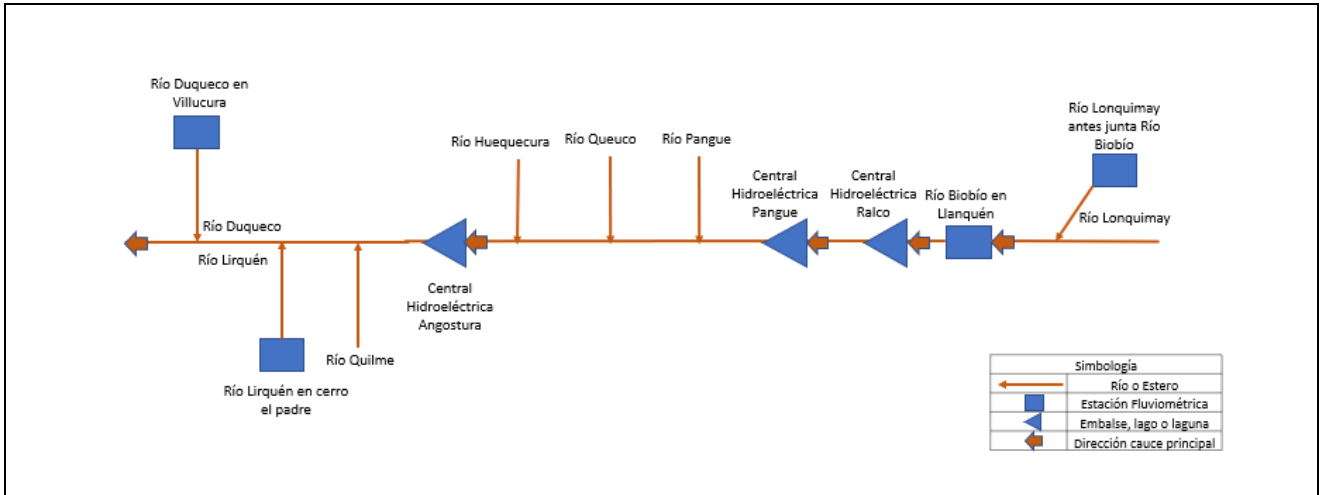 Río Duqueco en
Villucura
Río Duqueco
Río Lirquén
Río Lirquén en cerro
el padre
Río Quilme
Central
Hidroeléctrica
Angostura
Río Huequecura
Río Queuco
Río Pangue
Central
Hidroeléctrica
Pangue
Central
Hidroeléctrica
Ralco
Río Biobío en
Llanquén
Río Lonquimay
antes junta Río
Biobío
Río Lonquimay
Simbología
Río o Estero
Estación Fluviométrica
Embalse, lago o laguna
Dirección cauce principal